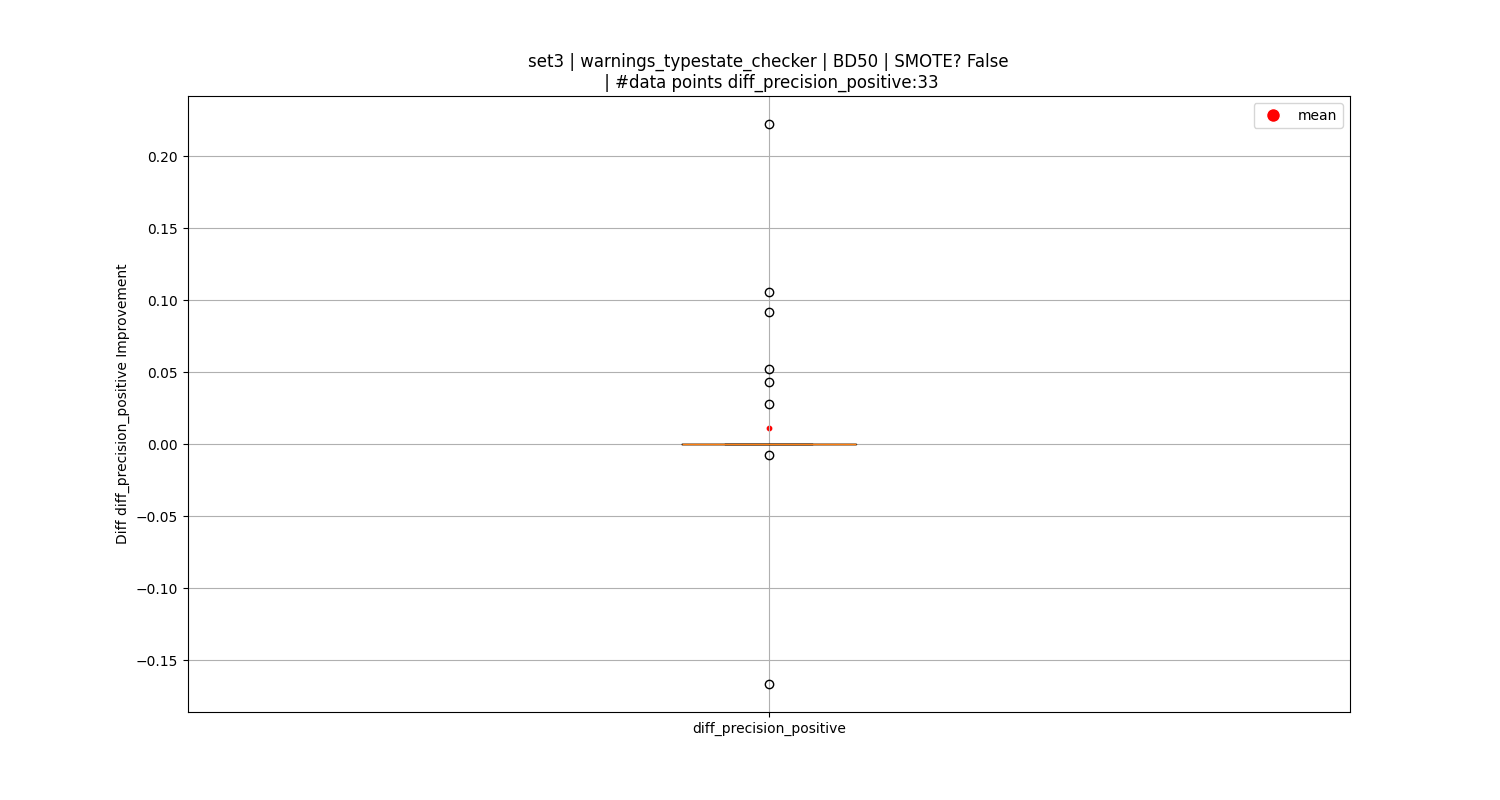 set3 | warnings_typestate_checker | BD50 | SMOTE? False
| #data points diff_precision_positive:33
mean
0.20
0.15
0.10
0.05
0.00
−0.05
−0.10
−0.15
Diff diff_precision_positive Improvement
diff_precision_positive